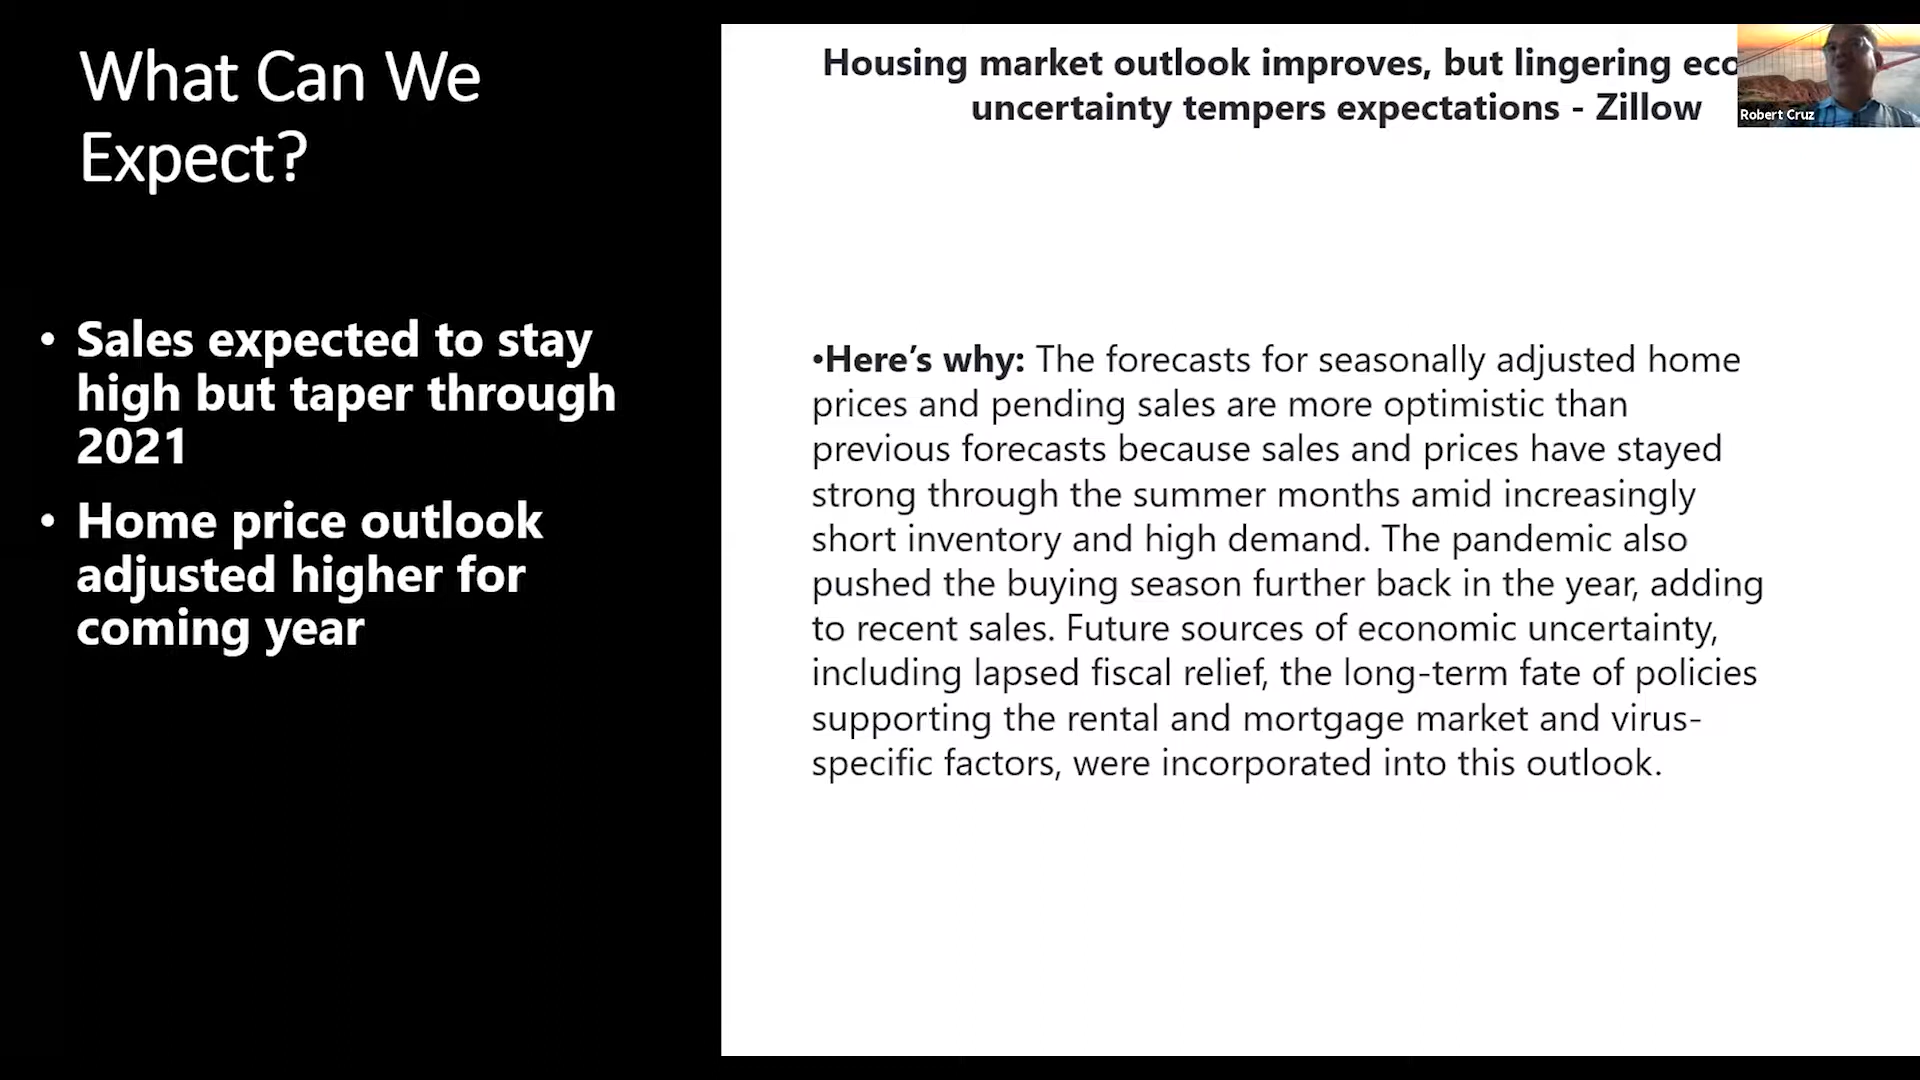 What Can We
Expect?
• Sales expected to stay
high but taper through
2021
• Home price outlook
adjusted higher for
coming year
Housing market outlook improves, but lingering eco
uncertainty tempers expectations - Zillow
Robert Cruz
•Here’s why: The forecasts for seasonally adjusted home
prices and pending sales are more optimistic than
previous forecasts because sales and prices have stayed
strong through the summer months amid increasingly
short inventory and high demand. The pandemic also
pushed the buying season further back in the year, adding
to recent sales. Future sources of economic uncertainty,
including lapsed fiscal relief, the long-term fate of policies
supporting the rental and mortgage market and virus-
specific factors, were incorporated into this outlook.